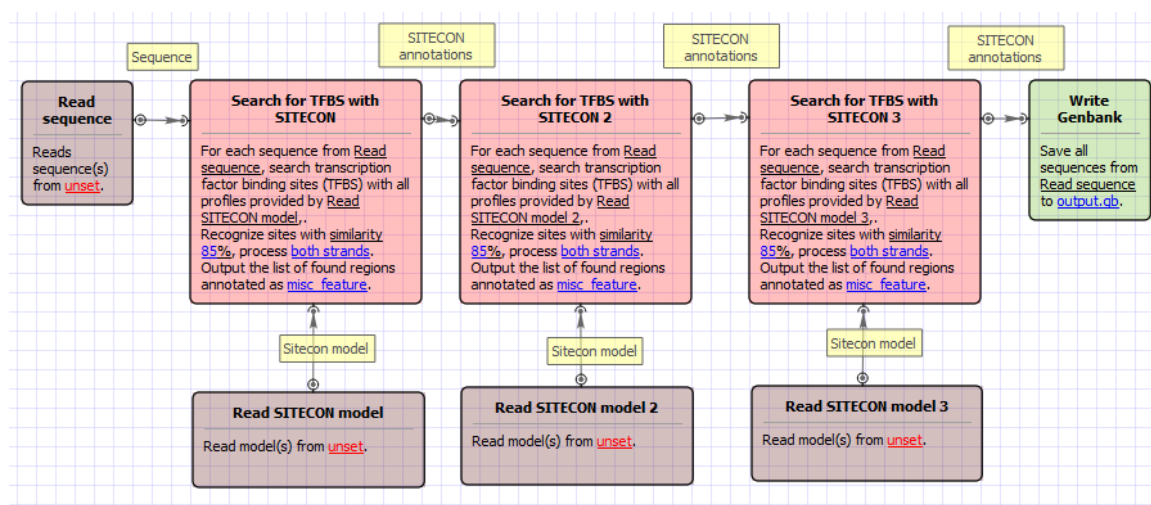 Sequence
SITECON
annotations
SITECON
annotations
SITECON
annotations
Read
sequence
Reads
sequence(s)
from unset.
Search for TFBS with
SITECON
For each sequence from Read
sequence, search transcription
factor binding sites (TFBS) with all
profiles provided by Read
SITECON model,.
Recognize sites with similarity
85%, process both strands.
Output the list of found regions
annotated as misc_feature.
Search for TFBS with
SITECON 2
For each sequence from Read
sequence, search transcription
factor binding sites (TFBS) with all
profiles provided by Read
SITECON model 2,.
Recognize sites with similarity
85%, process both strands.
Output the list of found regions
annotated as misc_feature.
Search for TFBS with
SITECON 3
For each sequence from Read
sequence, search transcription
factor binding sites (TFBS) with all
profiles provided by Read
SITECON model 3,.
Recognize sites with similarity
85%, process both strands.
Output the list of found regions
annotated as misc_feature.
Write
Genbank
Save all
sequences from
Read sequence
to output.gb.
Sitecon model
Sitecon model
Sitecon model
Read SITECON model
Read model(s) from unset.
Read SITECON model 2
Read model(s) from unset.
Read SITECON model 3
Read model(s) from unset.